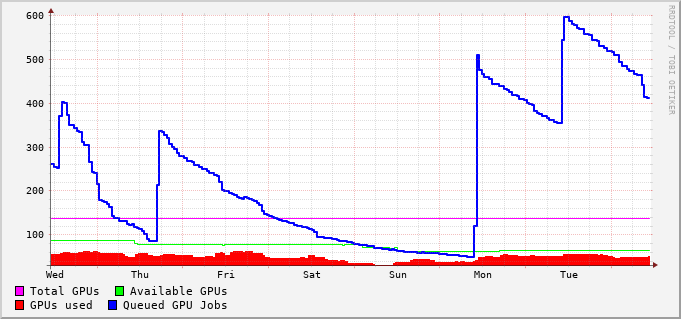 600
500
400
300
200
100
Wed Thu Fri Sat Sun Mon Tue
Total GPUs Available GPUs
GPUs used Queued GPU Jobs
RRDTOOL / TOBI OETIKER